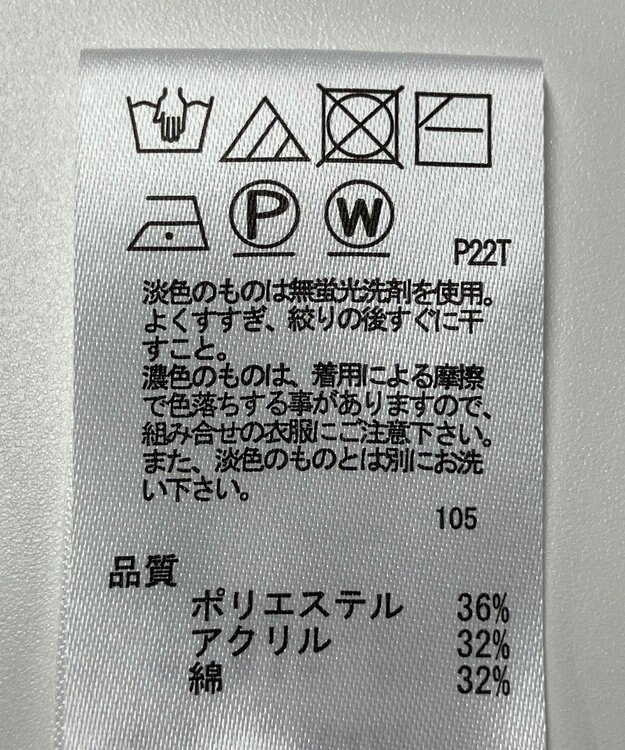 P W
P22T
淡色のものは無蛍光洗剤を使用。
よくすすぎ、絞りの後すぐに干
すこと。
濃色のものは、着用による摩擦
で色落ちする事がありますので、
組み合せの衣服にご注意下さい。
また、淡色のものとは別にお洗
い下さい。
105
品質
ポリエステル 36%
アクリル 32%
綿 32%